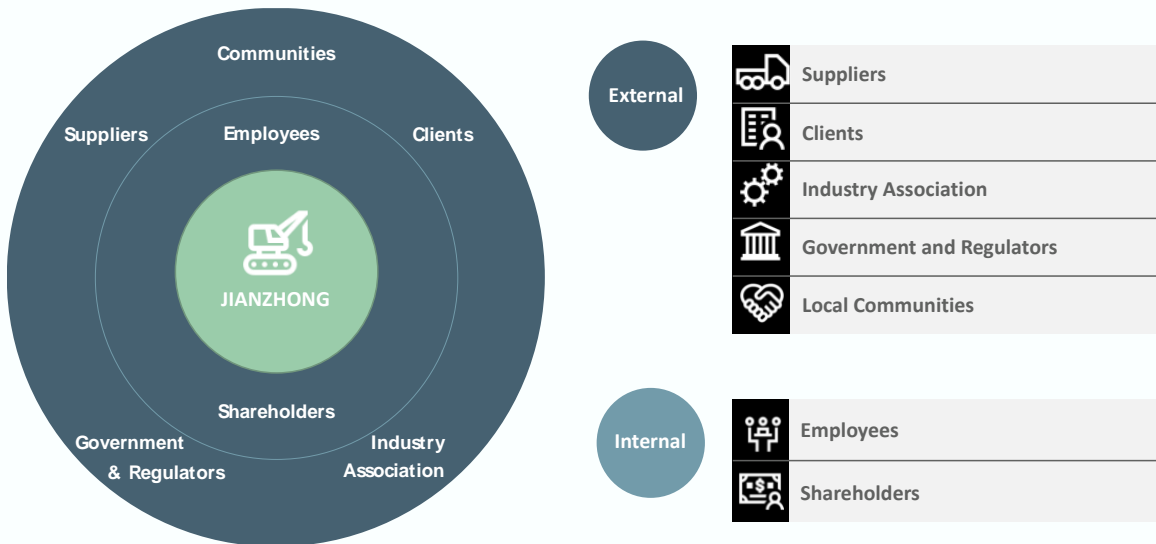 Communities
Suppliers
Employees
Clients
JIANZHONG
Shareholders
Government
& Regulators
Industry
Association
External
Suppliers
Clients
Industry Association
Government and Regulators
Local Communities
Internal
Employees
Shareholders